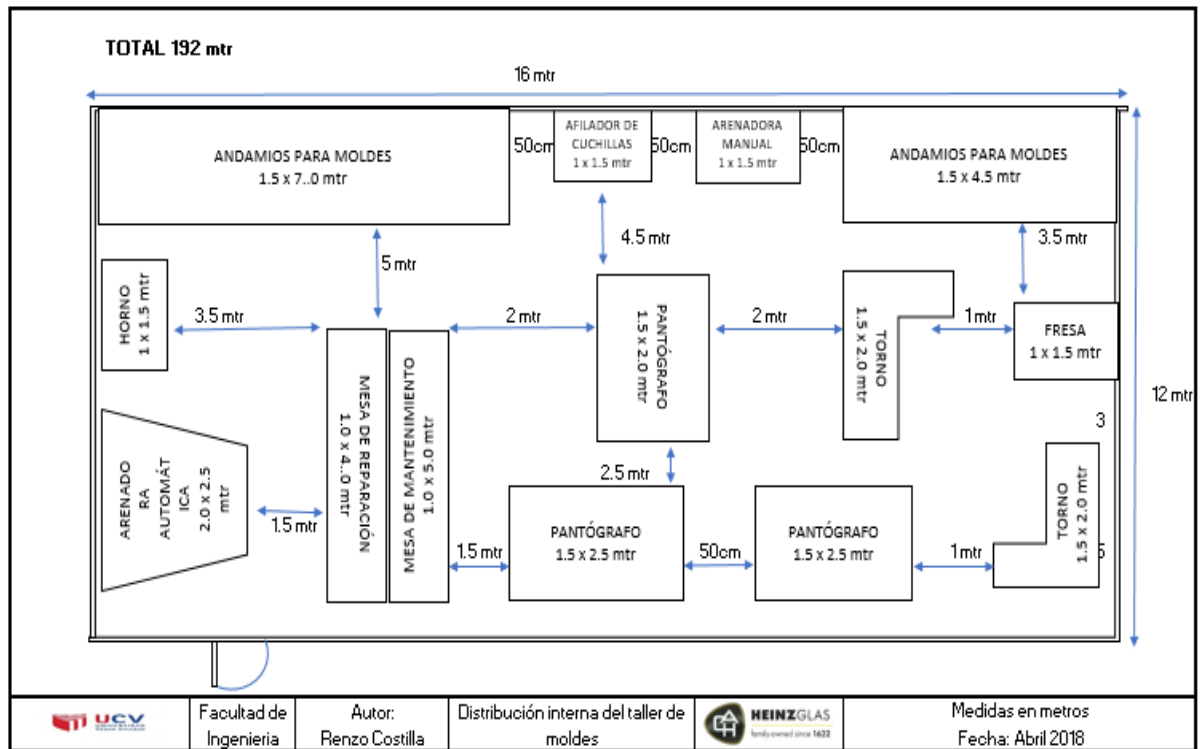 TOTAL 192 mtr
16 mtr
ANDAMIOS PARA MOLDES
1.5 x 7..0 mtr
50cm
AFILADOR DE
CUCHILLAS
1 x 1.5 mtr
50cm
ARENADORA
MANUAL
1 x 1.5 mtr
50cm
ANDAMIOS PARA MOLDES
1.5 x 4.5 mtr
5 mtr
4.5 mtr
3.5 mtr
HORNO
1 x 1.5 mtr
3.5 mtr
2 mtr
PANTÓGRAFO
1.5 x 2.0 mtr
2 mtr
TORNO
1.5 x 2.0 mtr
1mtr
FRESA
1 x 1.5 mtr
12 mtr
MESA DE REPARACIÓN
1.0 x 4..0 mtr
MESA DE MANTENIMIENTO
1.0 x 5.0 mtr
3
ARENADO
RA
AUTOMÁT
ICA
2.0 x 2.5
mtr
1.5 mtr
2.5 mtr
1.5 mtr
PANTÓGRAFO
1.5 x 2.5 mtr
50cm
PANTÓGRAFO
1.5 x 2.5 mtr
1mtr
TORNO
1.5 x 2.0 mtr
UCV
Facultad de
Ingenieria
Autor:
Renzo Costilla
Distribución interna del taller de
moldes
HEINZGLAS
family-owned since 1622
Medidas en metros
Fecha: Abril 2018